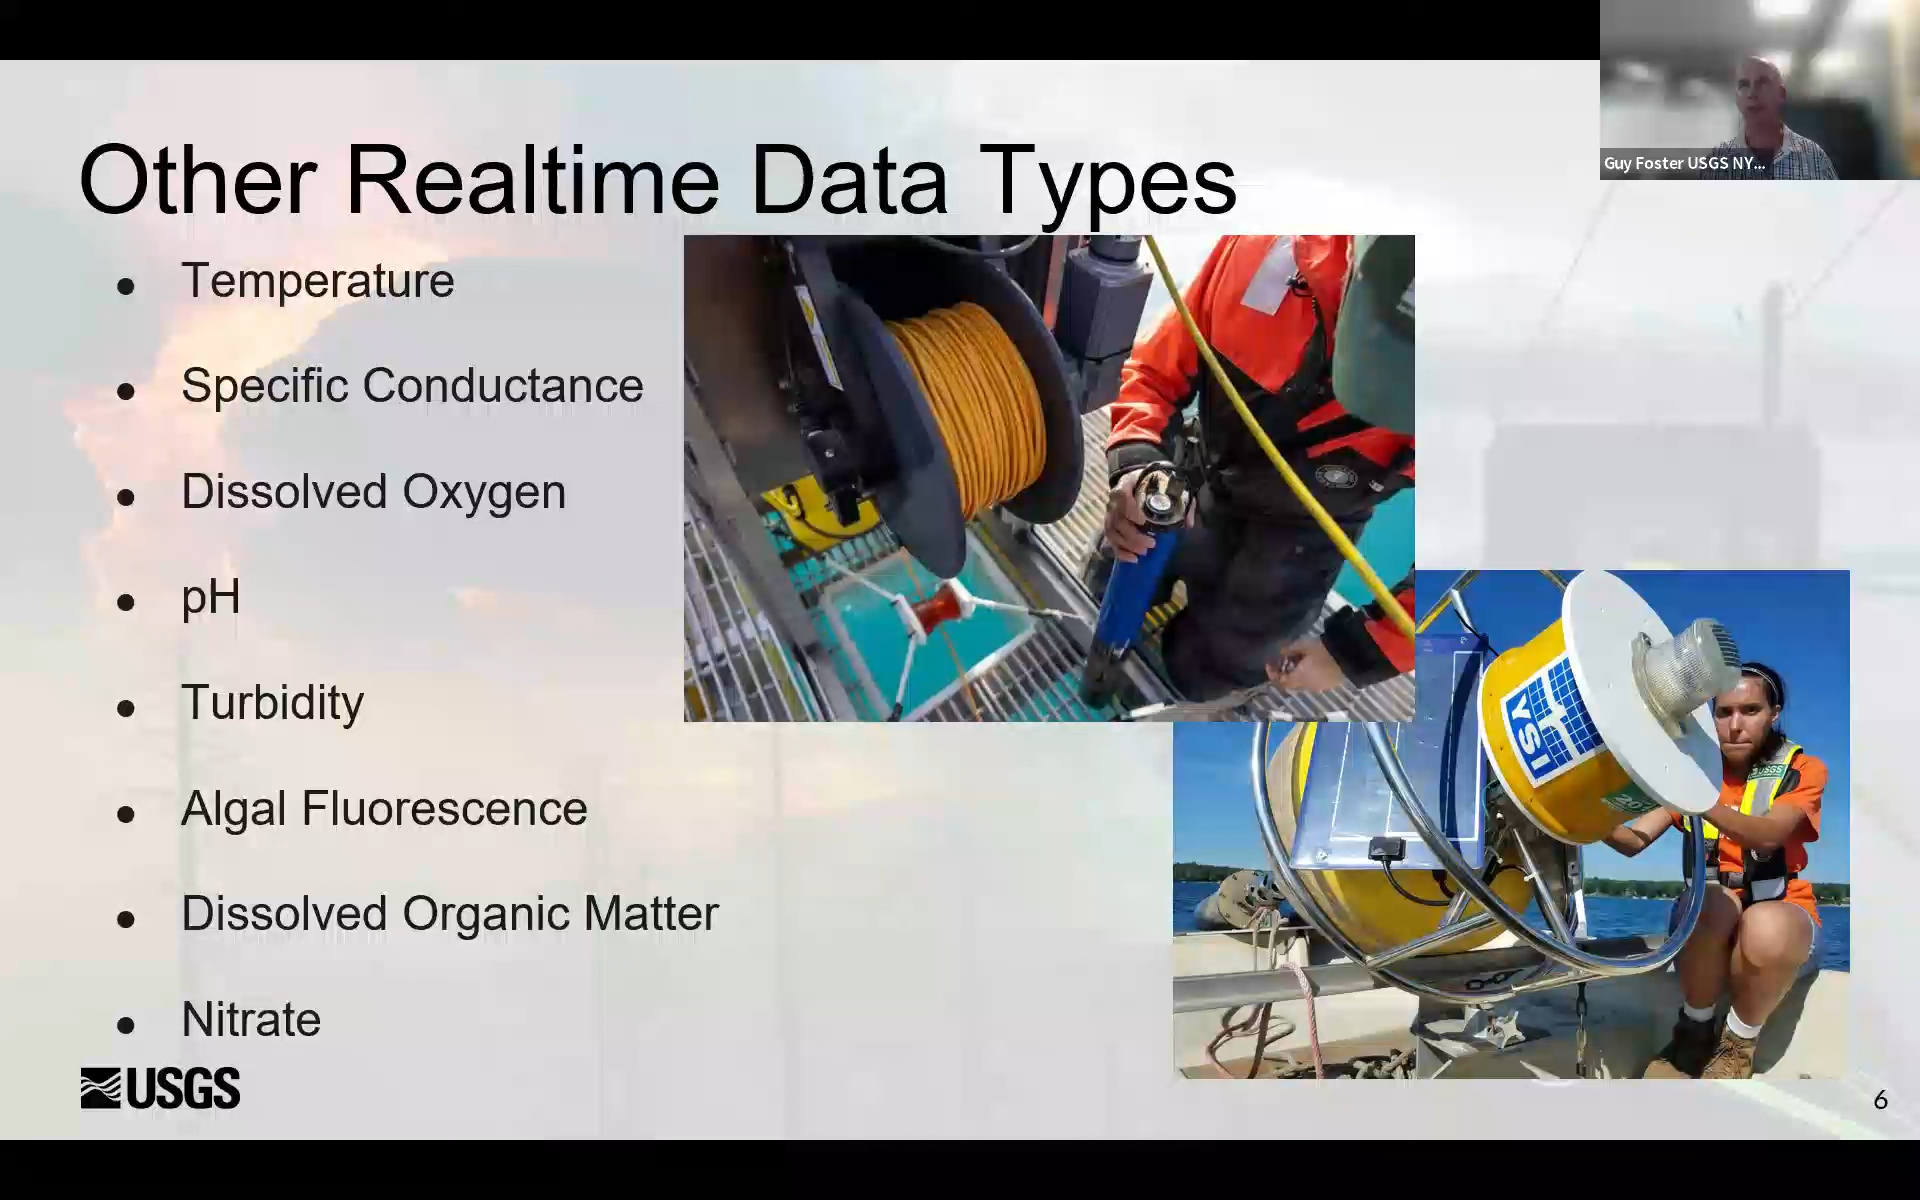 Guy Foster USGS NY...
Other Realtime Data Types
• Temperature
• Specific Conductance
• Dissolved Oxygen
• pH
• Turbidity
• Algal Fluorescence
• Dissolved Organic Matter
• Nitrate
YSI
USGS
USGS
6